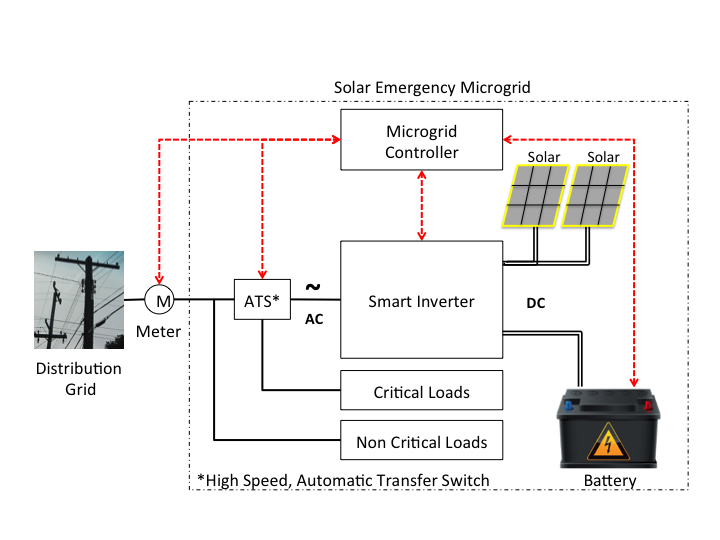 Solar Emergency Microgrid
Microgrid
Controller
Solar
Solar
M
Meter
ATS*
~
AC
Smart Inverter
DC
Distribution
Grid
Critical Loads
Non Critical Loads
*High Speed, Automatic Transfer Switch
Battery